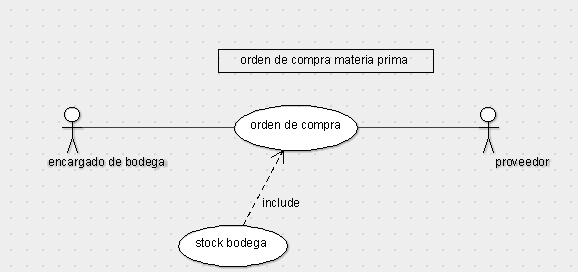 orden de compra materia prima
orden de compra
encargado de bodega
proveedor
include
stock bodega